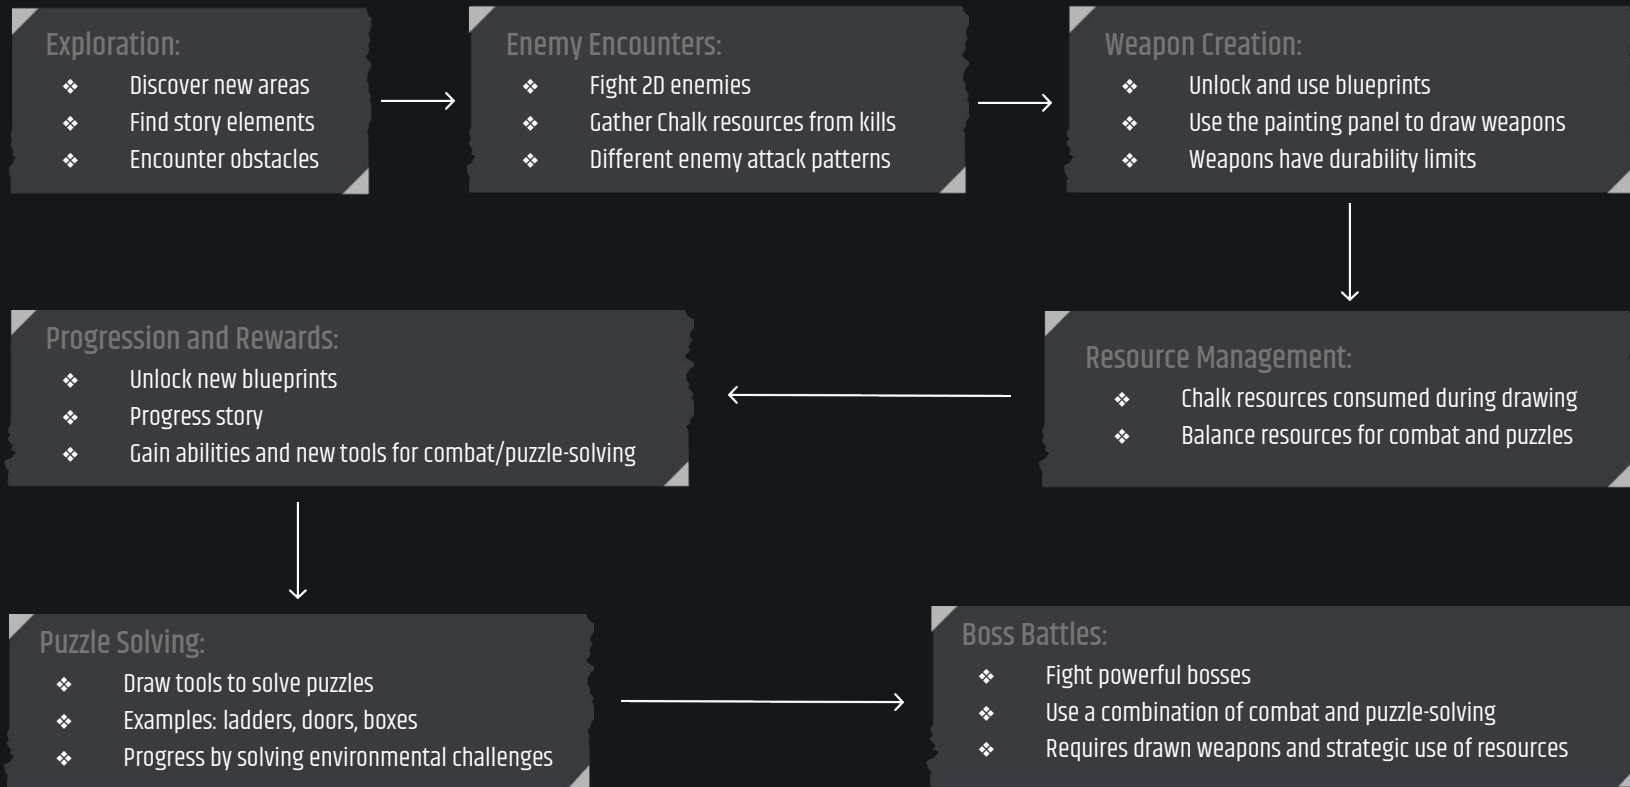 Exploration:
❖ Discover new areas
❖ Find story elements
❖ Encounter obstacles
Enemy Encounters:
❖ Fight 2D enemies
❖ Gather Chalk resources from kills
❖ Different enemy attack patterns
Weapon Creation:
❖ Unlock and use blueprints
❖ Use the painting panel to draw weapons
❖ Weapons have durability limits
Resource Management:
❖ Chalk resources consumed during drawing
❖ Balance resources for combat and puzzles
Progression and Rewards:
❖ Unlock new blueprints
❖ Progress story
❖ Gain abilities and new tools for combat/puzzle-solving
Puzzle Solving:
❖ Draw tools to solve puzzles
❖ Examples: ladders, doors, boxes
❖ Progress by solving environmental challenges
Boss Battles:
❖ Fight powerful bosses
❖ Use a combination of combat and puzzle-solving
❖ Requires drawn weapons and strategic use of resources